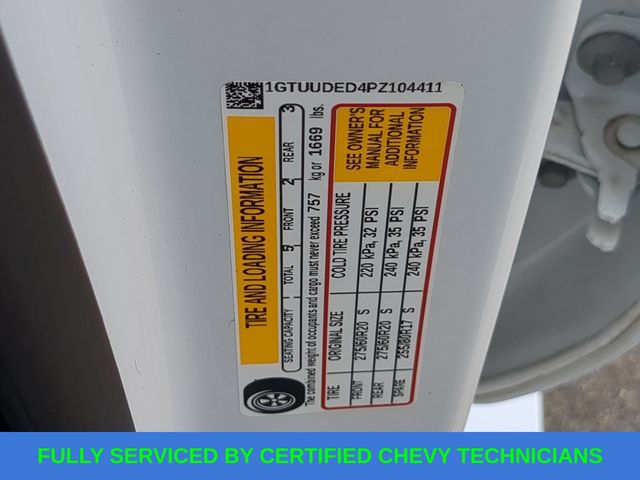 1GTUUDED4PZ104411
TIRE AND LOADING INFORMATION
SEATING CAPACITY TOTAL 5 FRONT 2 REAR 3
The combined weight of occupants and cargo must never exceed 757 kg or 1669 lbs.
TIRE ORIGINAL SIZE COLD TIRE PRESSURE
FRONT 275/60R20 S 220 kPa, 32 PSI
REAR 275/60R20 S 240 kPa, 35 PSI
SPARE 255/80R17 S 240 kPa, 35 PSI
SEE OWNER'S
MANUAL FOR
ADDITIONAL
INFORMATION
FULLY SERVICED BY CERTIFIED CHEVY TECHNICIANS